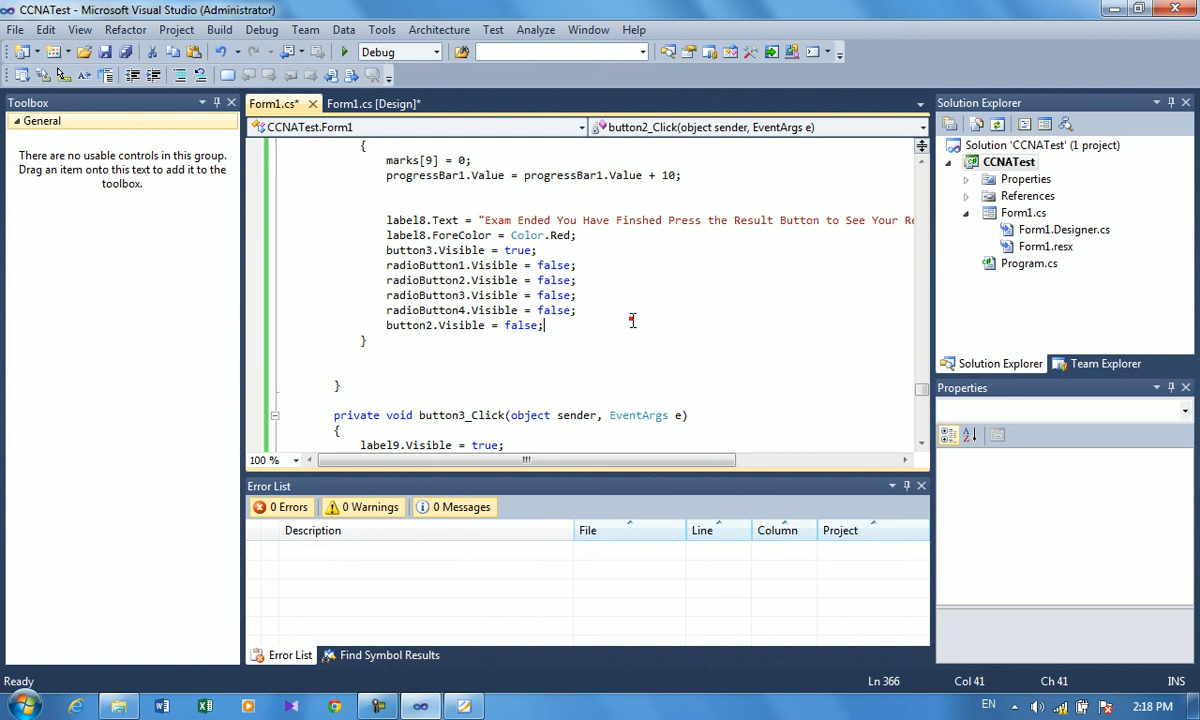 CCNATest - Microsoft Visual Studio (Administrator)
File Edit View Refactor Project Build Debug Team Data Tools Architecture Test Analyze Window Help
Debug
Toolbox
General
There are no usable controls in this group.
Drag an item onto this text to add it to the
toolbox.
Form1.cs*
Form1.cs [Design]*
CCNATest.Form1
button2_Click(object sender, EventArgs e)
{
marks[9] = 0;
progressBar1.Value = progressBar1.Value + 10;
label8.Text = "Exam Ended You Have Finshed Press the Result Button to See Your Re
label8.ForeColor = Color.Red;
button3.Visible = true;
radioButton1.Visible = false;
radioButton2.Visible = false;
radioButton3.Visible = false;
radioButton4.Visible = false;
button2.Visible = false;
}
}
private void button3_Click(object sender, EventArgs e)
{
label9.Visible = true;
100 %
Error List
0 Errors
0 Warnings
0 Messages
Description File Line Column Project
Error List
Find Symbol Results
Solution Explorer
Solution 'CCNATest' (1 project)
CCNATest
Properties
References
Form1.cs
Form1.Designer.cs
Form1.resx
Program.cs
Solution Explorer
Team Explorer
Properties
Ready
Ln 366 Col 41 Ch 41 INS
EN
2:18 PM